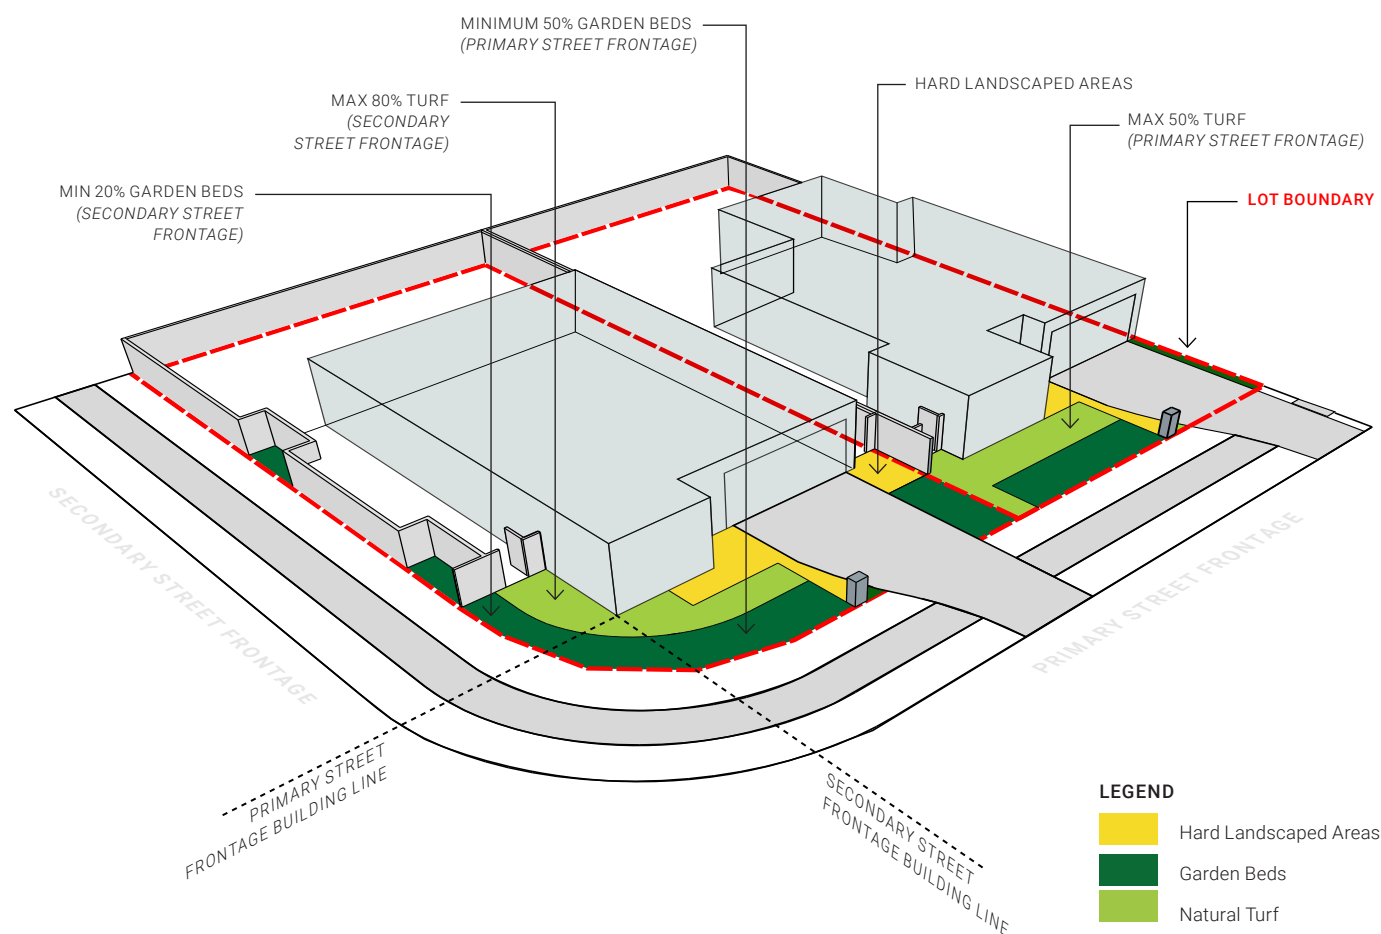 MINIMUM 50% GARDEN BEDS
(PRIMARY STREET FRONTAGE)
HARD LANDSCAPED AREAS
MAX 80% TURF
(SECONDARY
STREET FRONTAGE)
MAX 50% TURF
(PRIMARY STREET FRONTAGE)
MIN 20% GARDEN BEDS
(SECONDARY STREET
FRONTAGE)
LOT BOUNDARY
SECONDARY STREET FRONTAGE
PRIMARY STREET FRONTAGE
PRIMARY STREET
FRONTAGE BUILDING LINE
SECONDARY STREET
FRONTAGE BUILDING LINE
LEGEND
Hard Landscaped Areas
Garden Beds
Natural Turf